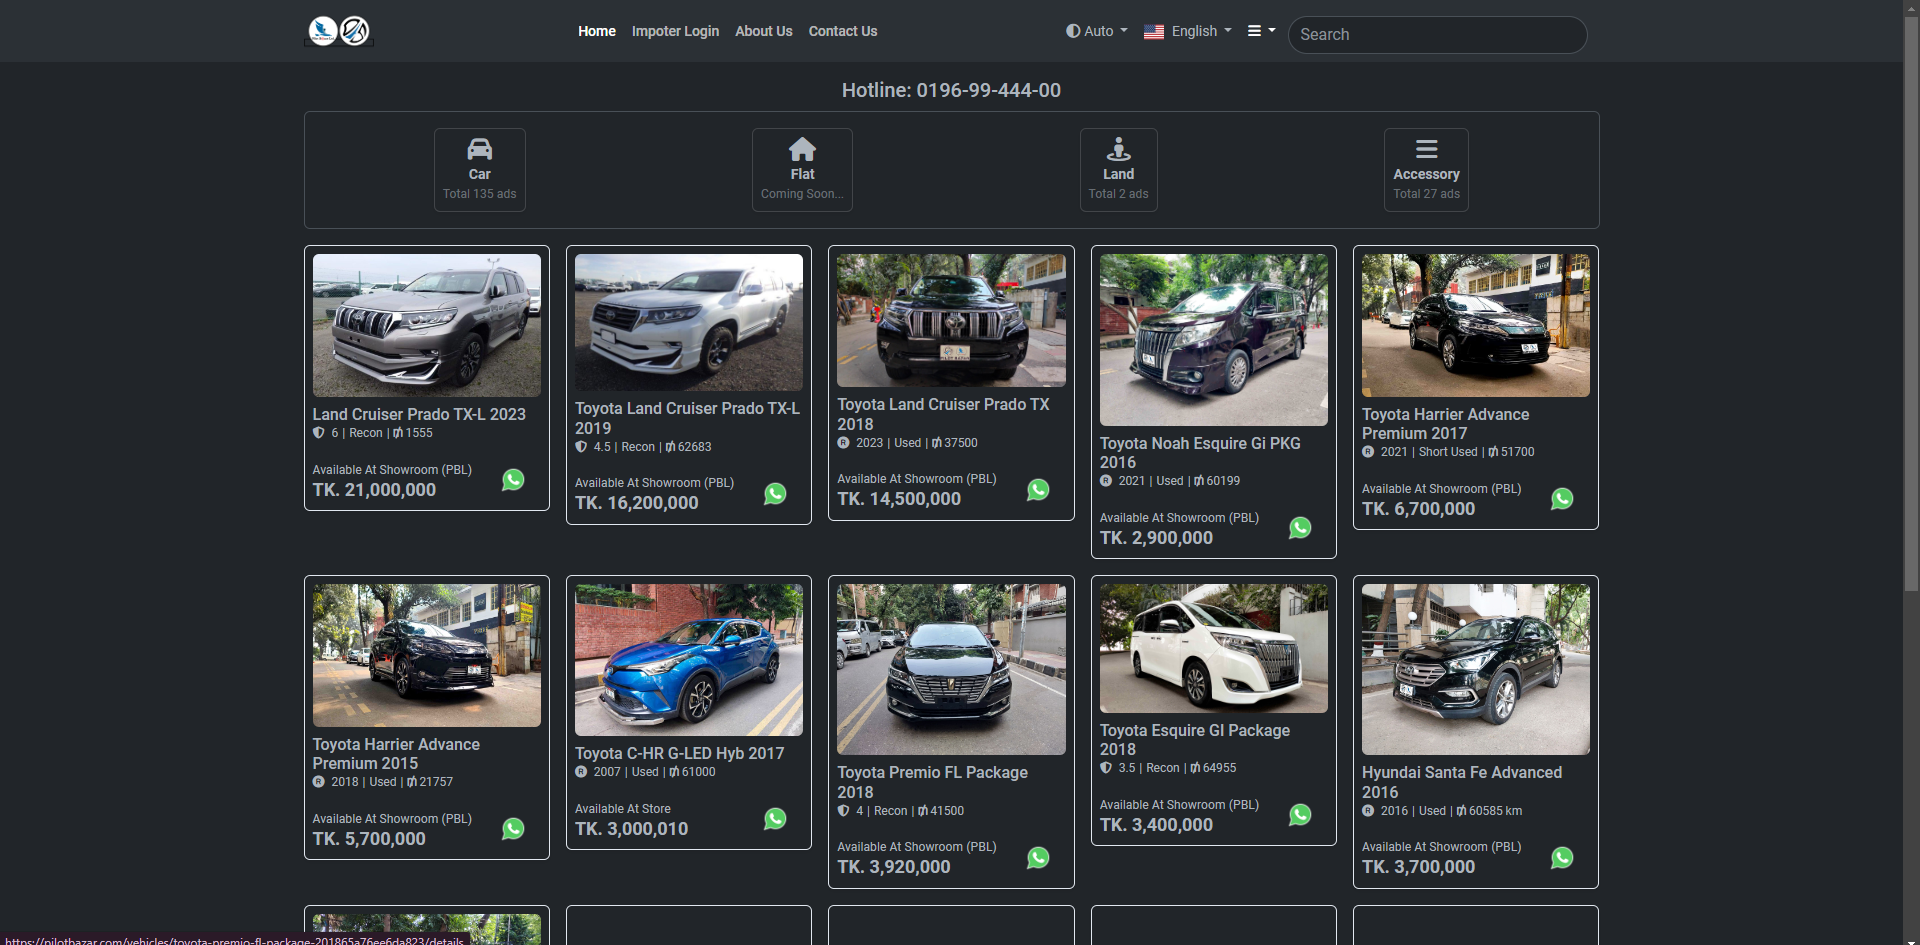 Home Impoter Login About Us Contact Us Auto English Search
Hotline: 0196-99-444-00
Car
Total 135 ads
Flat
Coming Soon...
Land
Total 2 ads
Accessory
Total 27 ads
Land Cruiser Prado TX-L 2023
6 | Recon | 1555
Available At Showroom (PBL)
TK. 21,000,000
Toyota Land Cruiser Prado TX-L
2019
4.5 | Recon | 62683
Available At Showroom (PBL)
TK. 16,200,000
Toyota Land Cruiser Prado TX
2018
R 2023 | Used | 37500
Available At Showroom (PBL)
TK. 14,500,000
Toyota Noah Esquire Gi PKG
2016
R 2021 | Used | 60199
Available At Showroom (PBL)
TK. 2,900,000
Toyota Harrier Advance
Premium 2017
R 2021 | Short Used | 51700
Available At Showroom (PBL)
TK. 6,700,000
Toyota Harrier Advance
Premium 2015
R 2018 | Used | 21757
Available At Showroom (PBL)
TK. 5,700,000
Toyota C-HR G-LED Hyb 2017
R 2007 | Used | 61000
Available At Store
TK. 3,000,010
Toyota Premio FL Package
2018
4 | Recon | 41500
Available At Showroom (PBL)
TK. 3,920,000
Toyota Esquire GI Package
2018
3.5 | Recon | 64955
Available At Showroom (PBL)
TK. 3,400,000
Hyundai Santa Fe Advanced
2016
R 2016 | Used | 60585 km
Available At Showroom (PBL)
TK. 3,700,000
https://pilotbazar.com/vehicles/toyota-premio-fl-package-201865a76ee6da823/details